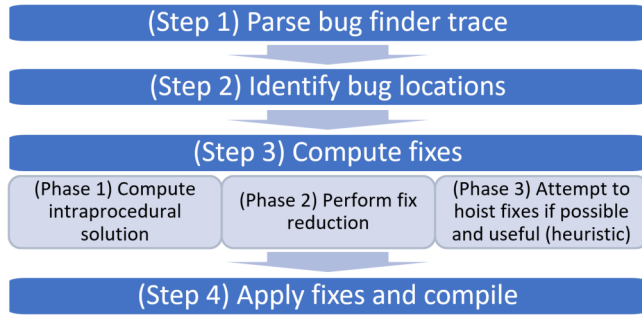 (Step 1) Parse bug finder trace
(Step 2) Identify bug locations
(Step 3) Compute fixes
(Phase 1) Compute
intraprocedural
solution
(Phase 2) Perform fix
reduction
(Phase 3) Attempt to
hoist fixes if possible
and useful (heuristic)
(Step 4) Apply fixes and compile